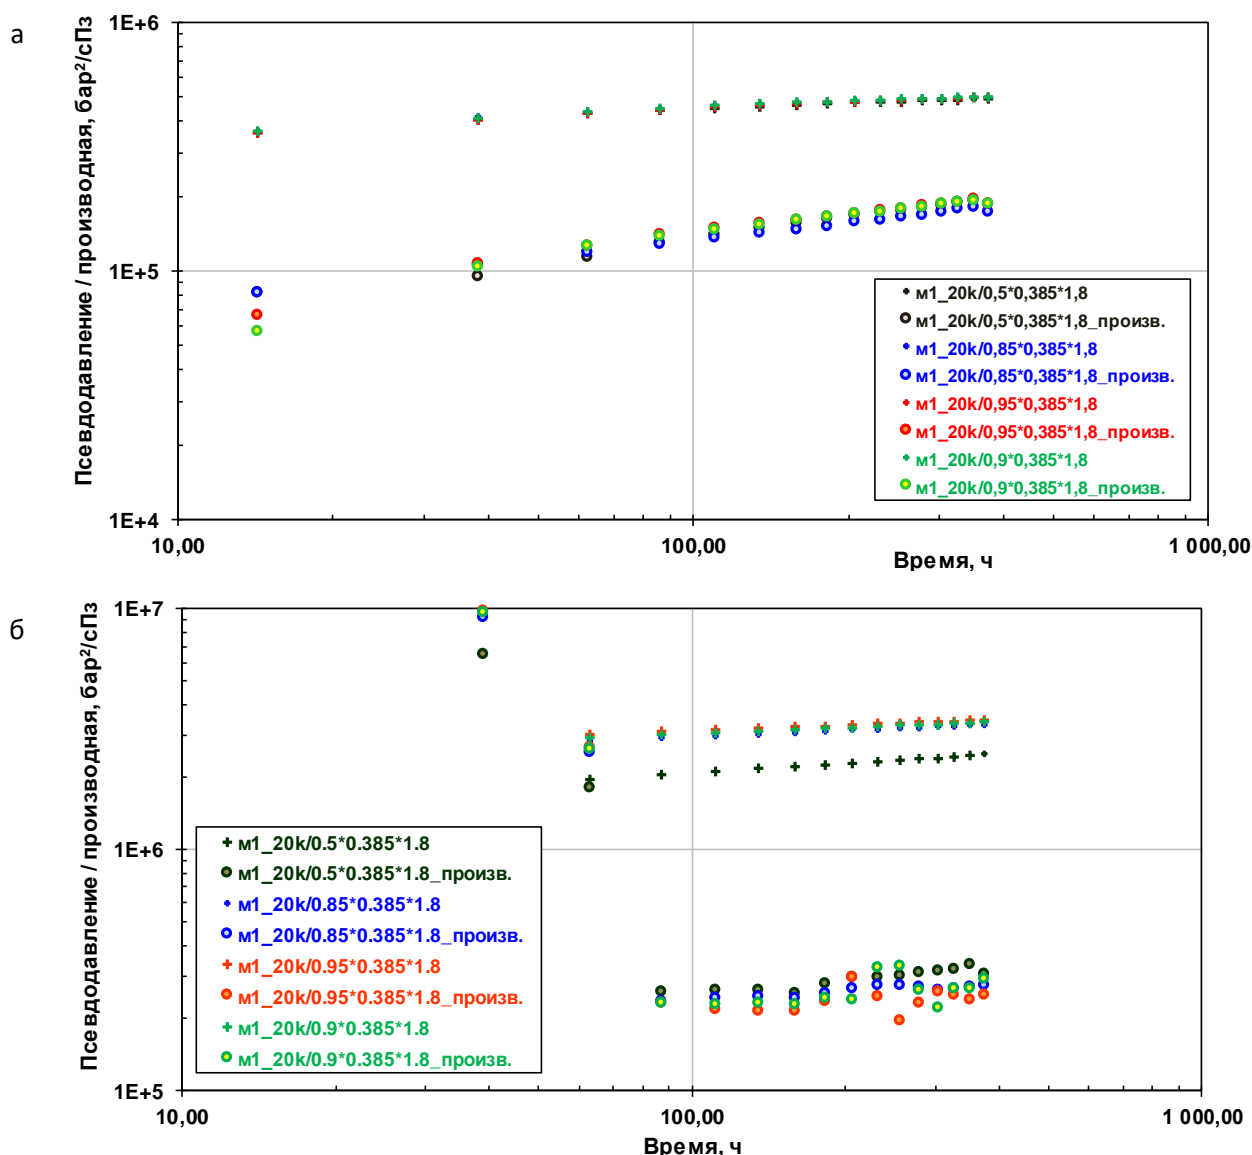 а
Псевдодавление / производная, бар²/сПз
1E+6
1E+5
1E+4
10,00
100,00
1 000,00
Время, ч
м1_20k/0,5*0,385*1,8
м1_20k/0,5*0,385*1,8_произв.
м1_20k/0,85*0,385*1,8
м1_20k/0,85*0,385*1,8_произв.
м1_20k/0,95*0,385*1,8
м1_20k/0,95*0,385*1,8_произв.
м1_20k/0,9*0,385*1,8
м1_20k/0,9*0,385*1,8_произв.
б
Псевдодавление / производная, бар²/сПз
1E+7
1E+6
1E+5
10,00
100,00
1 000,00
Время, ч
м1_20k/0.5*0.385*1.8
м1_20k/0.5*0.385*1.8_произв.
м1_20k/0.85*0.385*1.8
м1_20k/0.85*0.385*1.8_произв.
м1_20k/0.95*0.385*1.8
м1_20k/0.95*0.385*1.8_произв.
м1_20k/0.9*0.385*1.8
м1_20k/0.9*0.385*1.8_произв.